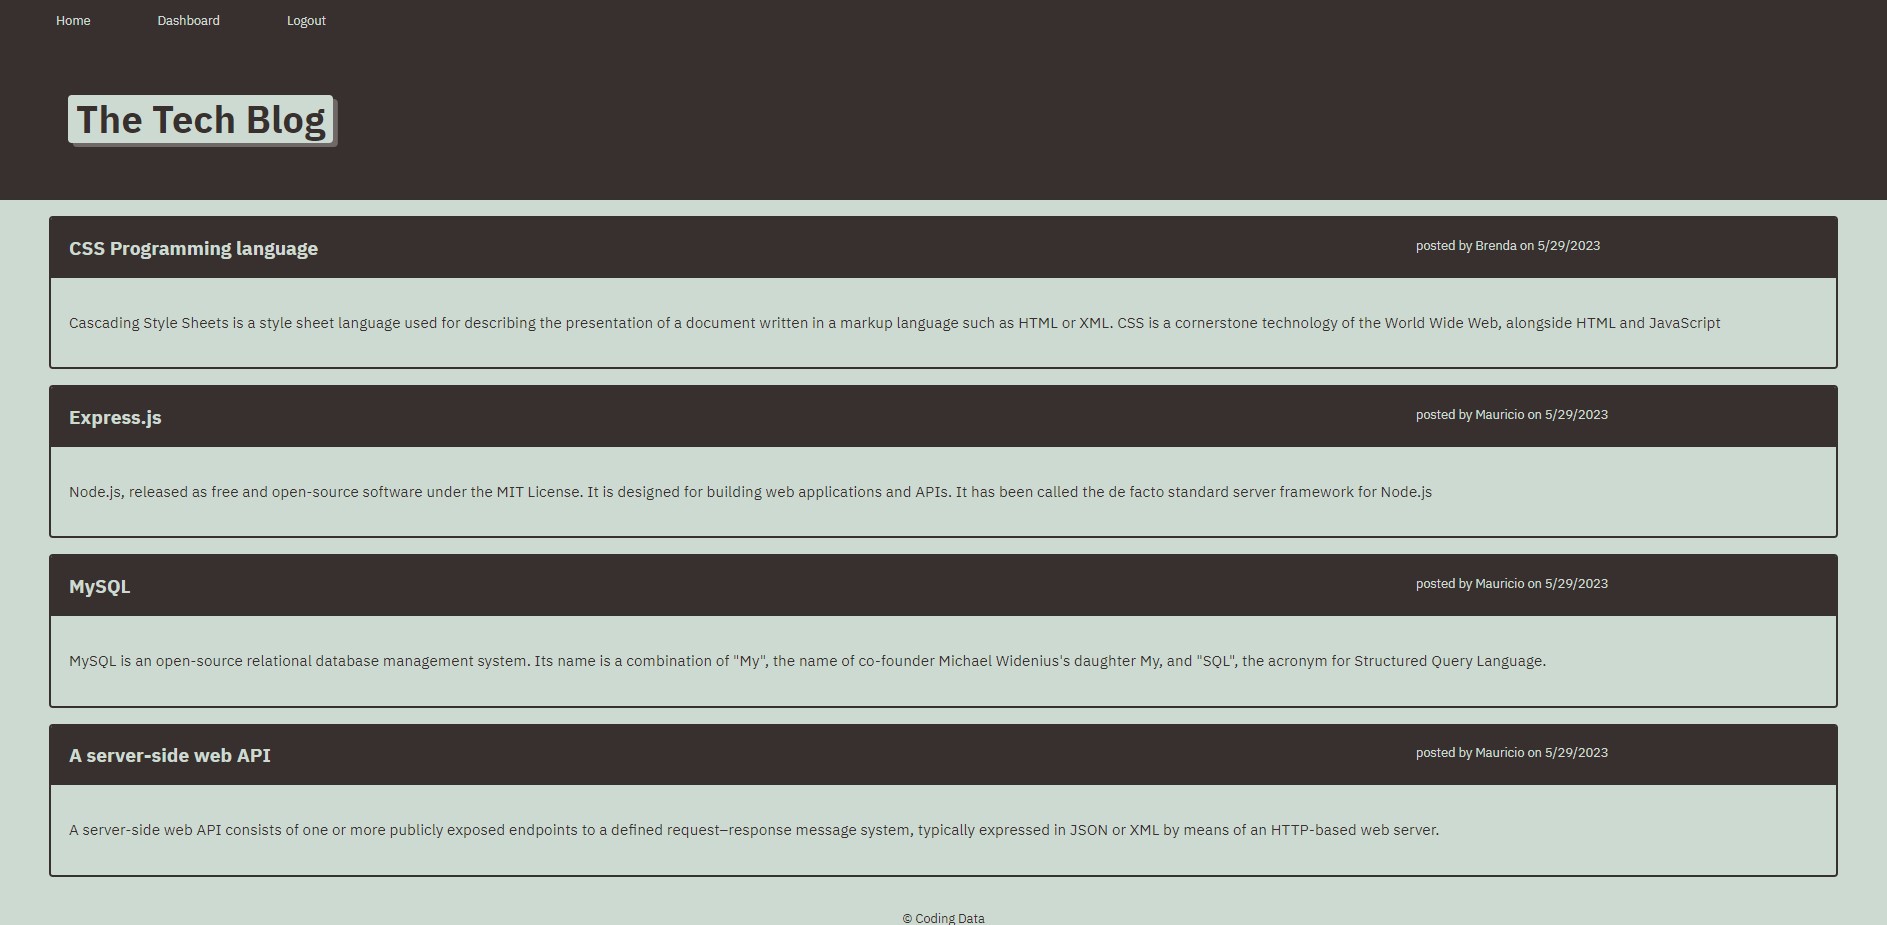 Home Dashboard Logout
The Tech Blog
CSS Programming language posted by Brenda on 5/29/2023
Cascading Style Sheets is a style sheet language used for describing the presentation of a document written in a markup language such as HTML or XML. CSS is a cornerstone technology of the World Wide Web, alongside HTML and JavaScript
Express.js posted by Mauricio on 5/29/2023
Node.js, released as free and open-source software under the MIT License. It is designed for building web applications and APIs. It has been called the de facto standard server framework for Node.js
MySQL posted by Mauricio on 5/29/2023
MySQL is an open-source relational database management system. Its name is a combination of "My", the name of co-founder Michael Widenius's daughter My, and "SQL", the acronym for Structured Query Language.
A server-side web API posted by Mauricio on 5/29/2023
A server-side web API consists of one or more publicly exposed endpoints to a defined request–response message system, typically expressed in JSON or XML by means of an HTTP-based web server.
© Coding Data